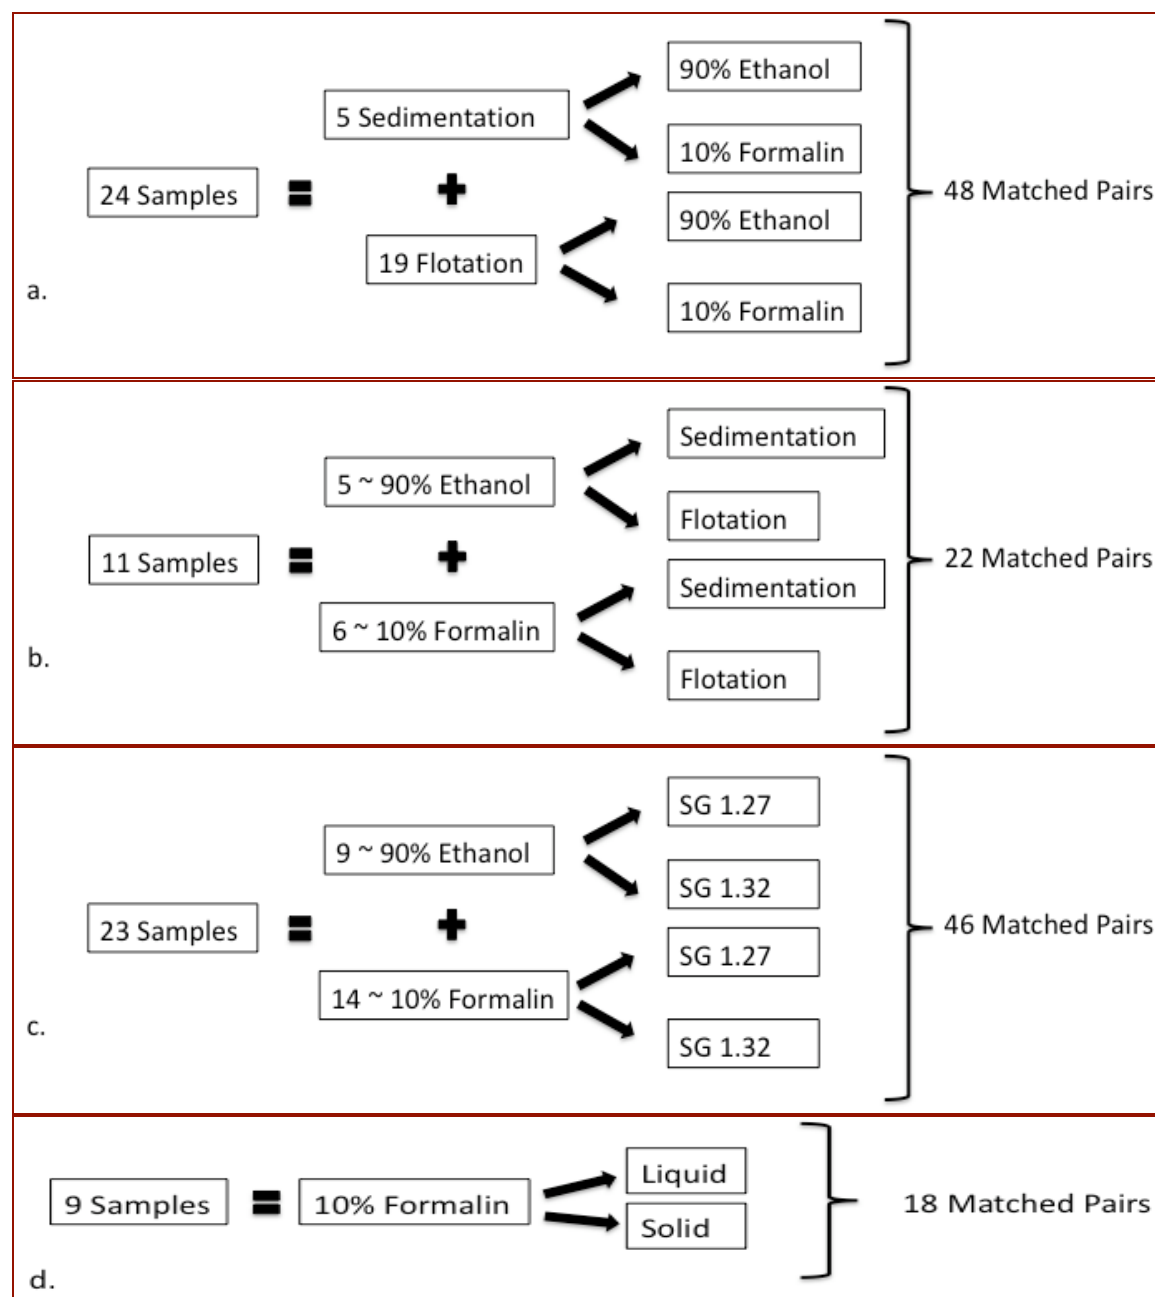 90% Ethanol
5 Sedimentation
10% Formalin
24 Samples
48 Matched Pairs
90% Ethanol
19 Flotation
10% Formalin
a.
Sedimentation
5 ~ 90% Ethanol
Flotation
11 Samples
22 Matched Pairs
Sedimentation
6 ~ 10% Formalin
Flotation
b.
SG 1.27
9 ~ 90% Ethanol
SG 1.32
23 Samples
46 Matched Pairs
SG 1.27
14 ~ 10% Formalin
SG 1.32
c.
Liquid
9 Samples
10% Formalin
18 Matched Pairs
Solid
d.